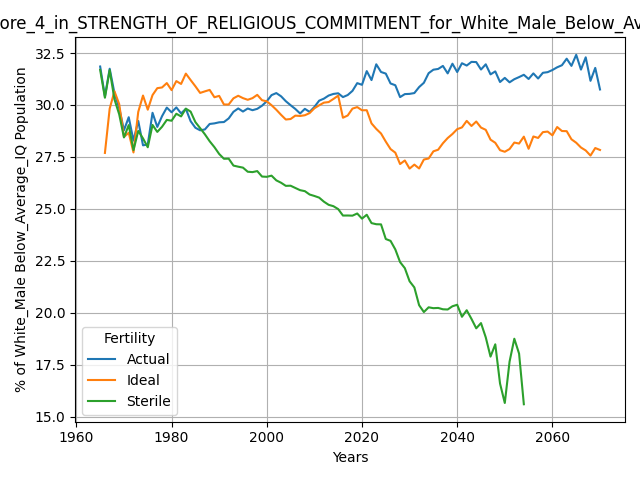 ore_4_in_STRENGTH_OF_RELIGIOUS_COMMITMENT_for_White_Male_Below_Av
% of White_Male Below_Average_IQ Population
32.5
30.0
27.5
25.0
22.5
20.0
17.5
15.0
Fertility
Actual
Ideal
Sterile
1960
1980
2000
2020
2040
2060
Years